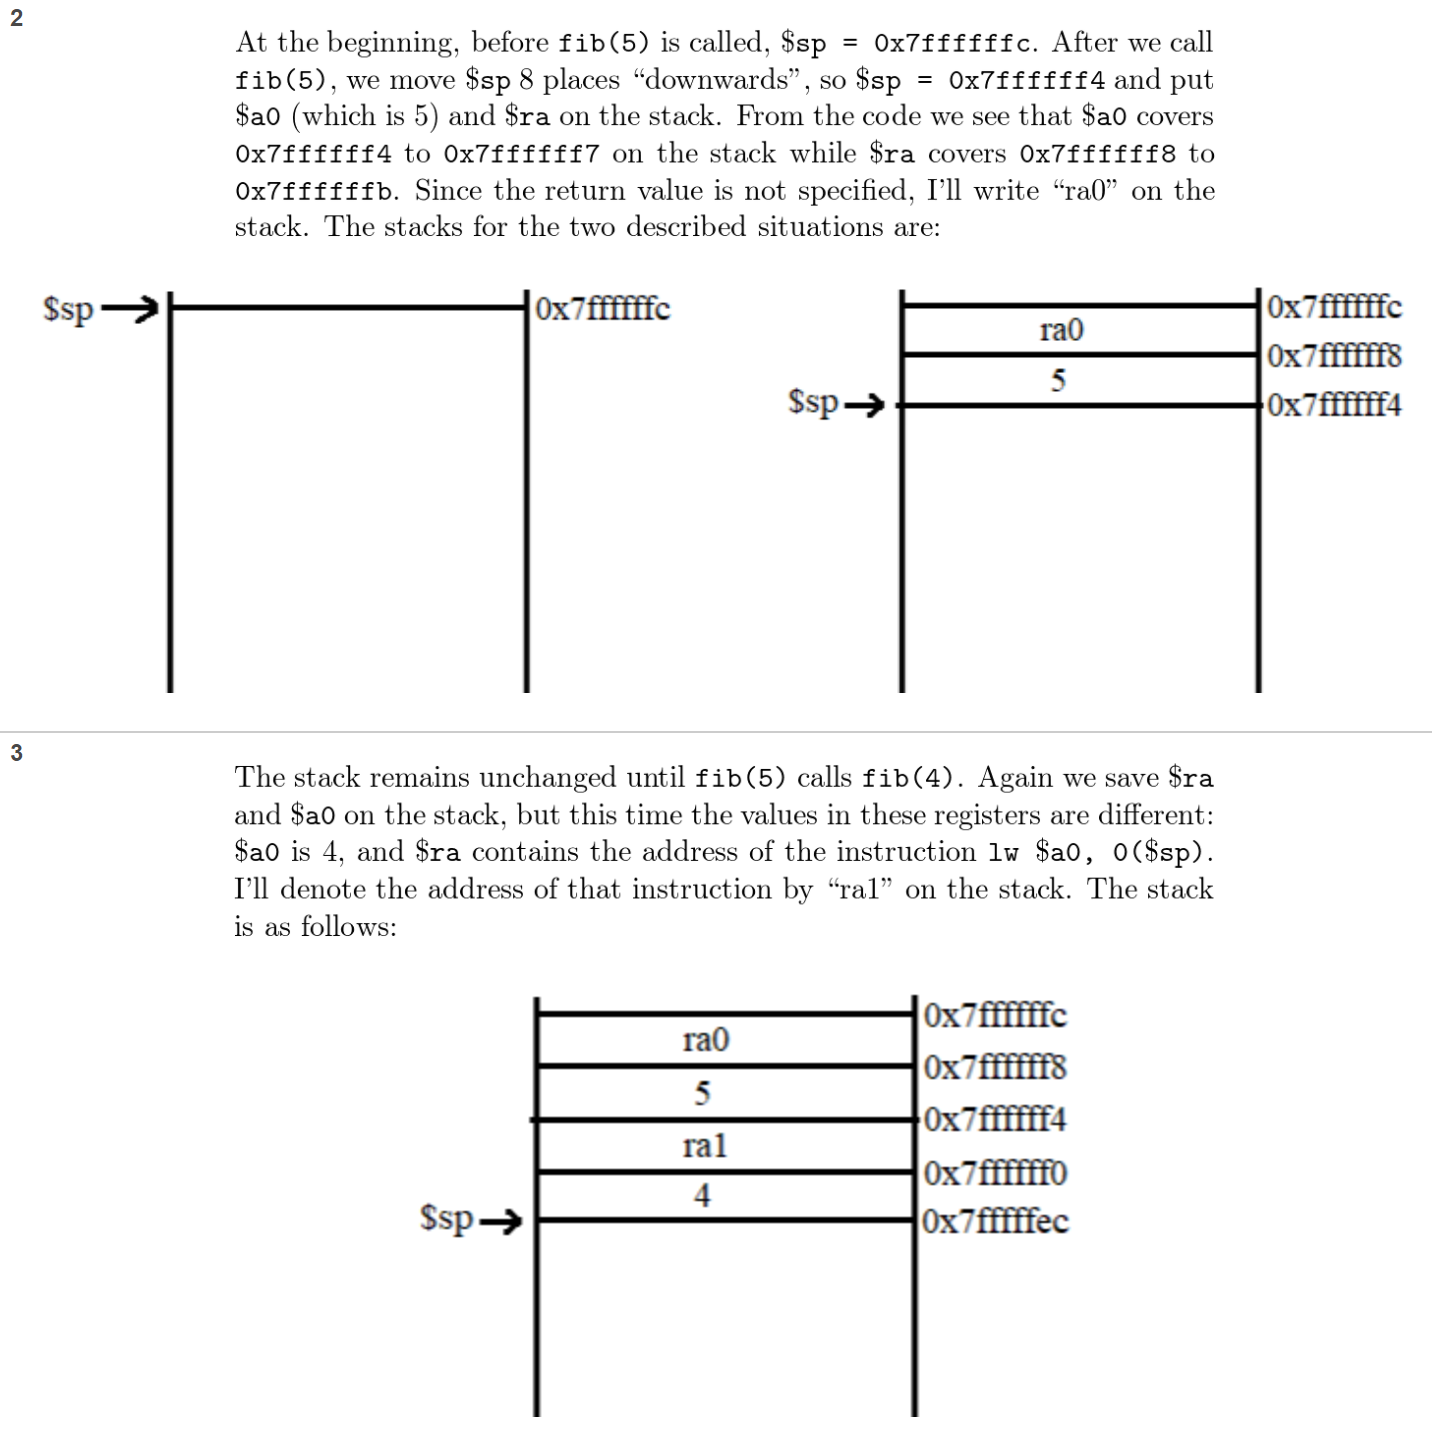 2
At the beginning, before fib(5) is called, $sp = 0x7ffffffc. After we call
fib(5), we move $sp 8 places “downwards”, so $sp = 0x7ffffff4 and put
$a0 (which is 5) and $ra on the stack. From the code we see that $a0 covers
0x7ffffff4 to 0x7ffffff7 on the stack while $ra covers 0x7ffffff8 to
0x7ffffffb. Since the return value is not specified, I’ll write “ra0” on the
stack. The stacks for the two described situations are:
$sp
0x7ffffffc
0x7ffffffc
ra0
0x7ffffff8
5
$sp
0x7ffffff4
3
The stack remains unchanged until fib(5) calls fib(4). Again we save $ra
and $a0 on the stack, but this time the values in these registers are different:
$a0 is 4, and $ra contains the address of the instruction lw $a0, 0($sp).
I’ll denote the address of that instruction by “ra1” on the stack. The stack
is as follows:
0x7ffffffc
ra0
0x7ffffff8
5
0x7ffffff4
ra1
0x7ffffff0
4
$sp
0x7fffffec